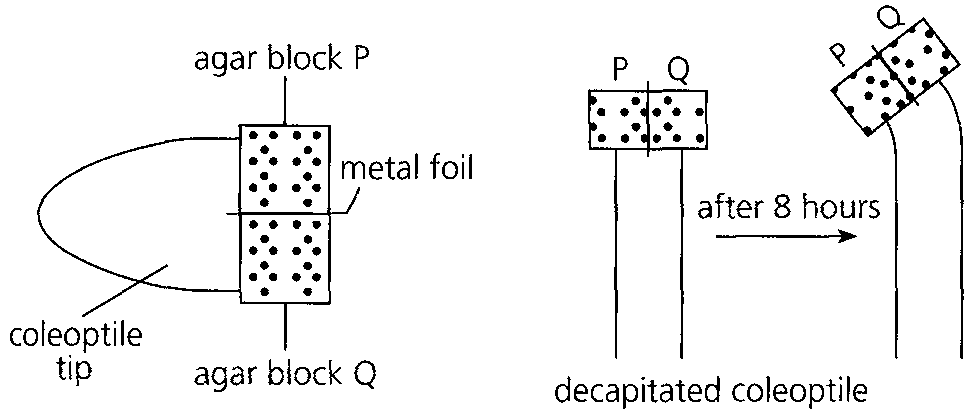 agar block P
metal foil
coleoptile
tip
agar block Q
P Q
after 8 hours
P Q
decapitated coleoptile